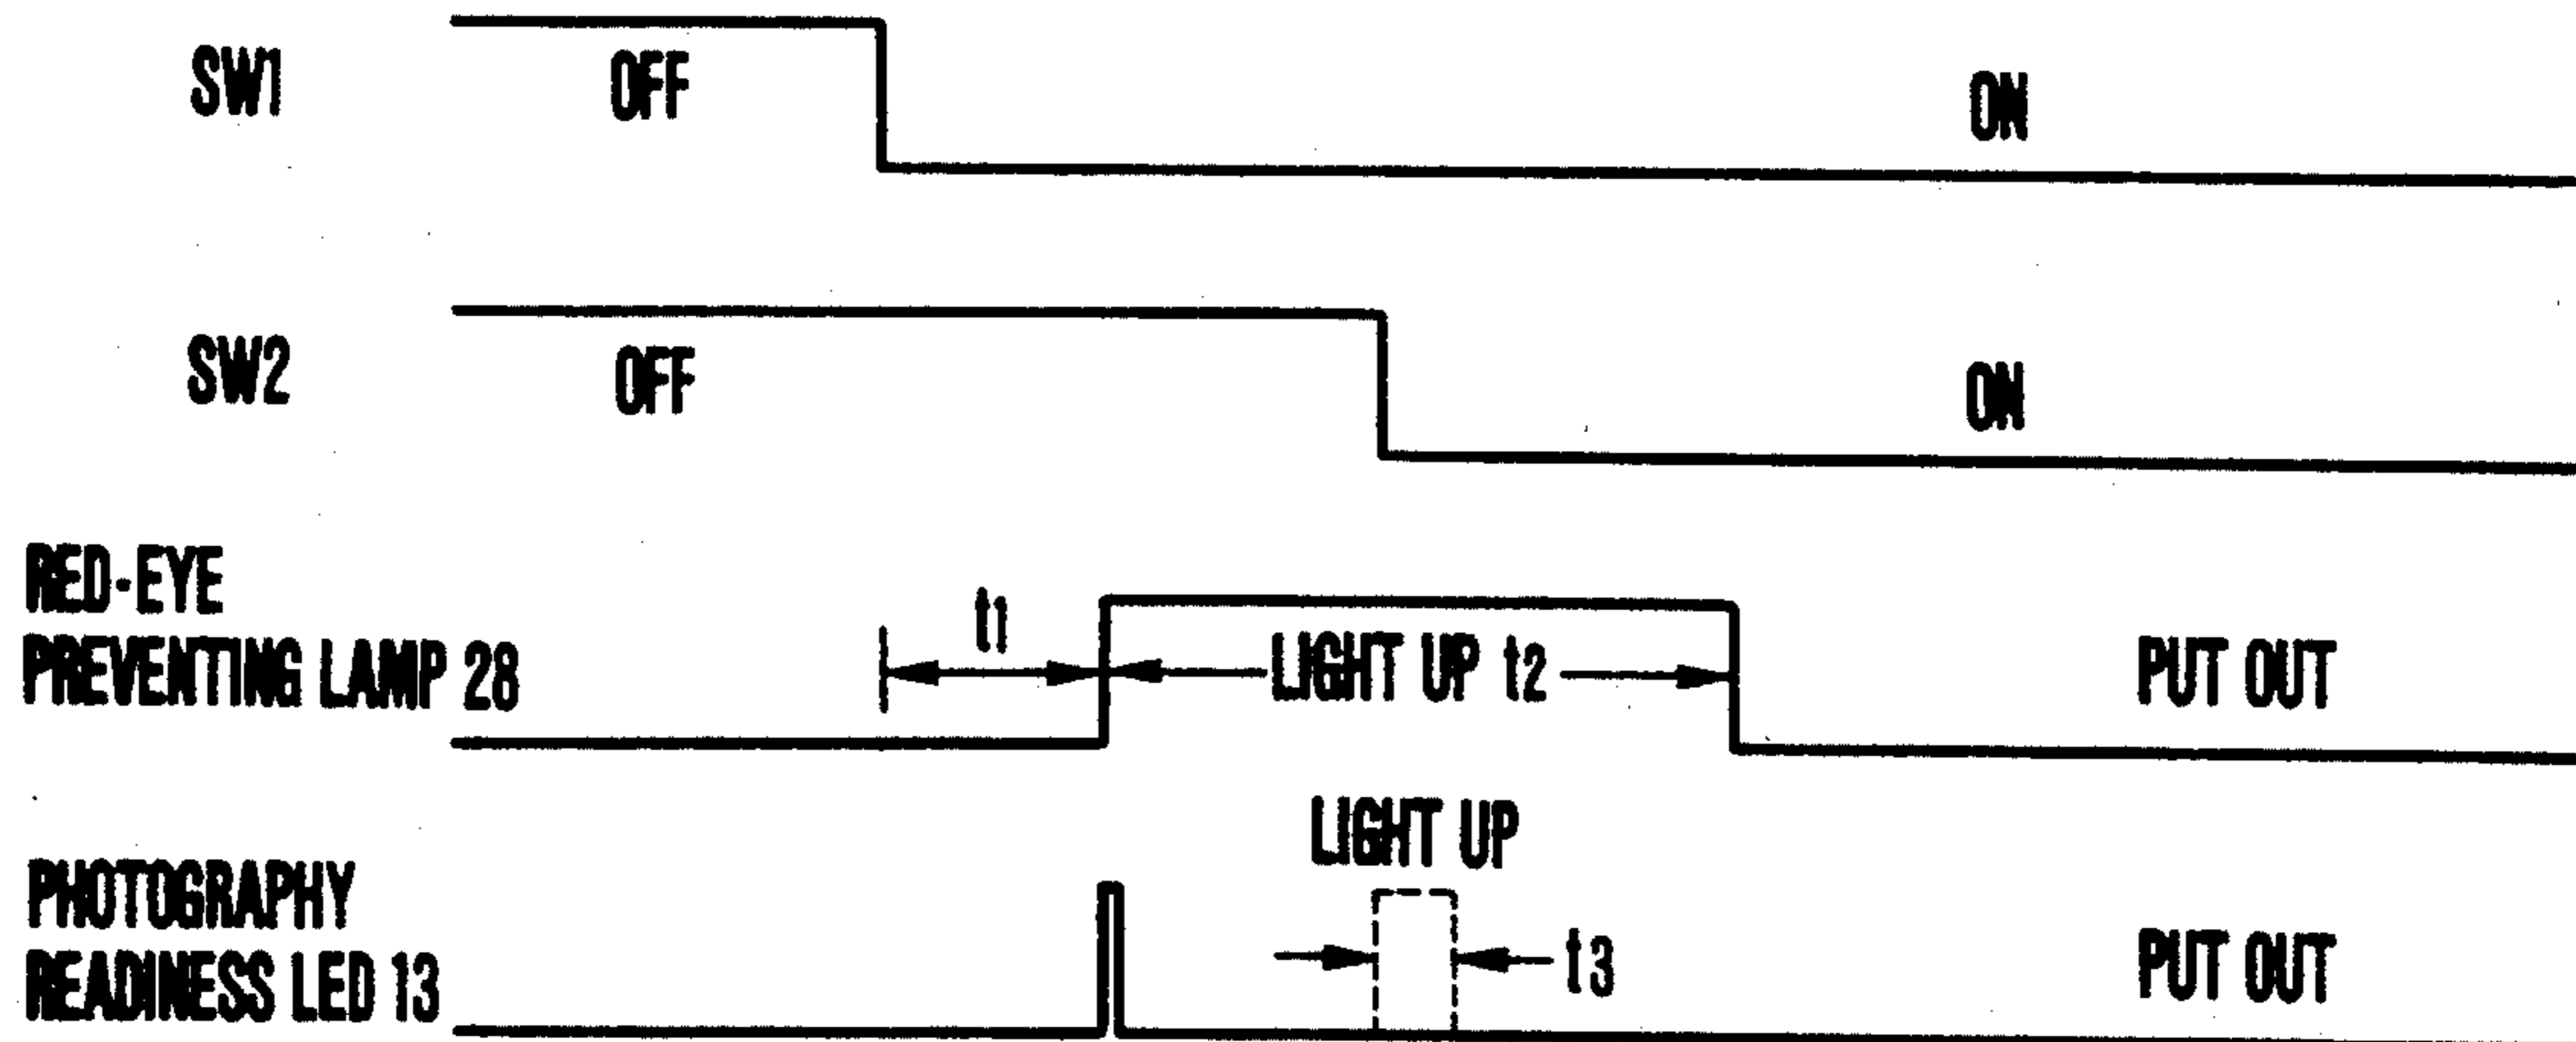 SW1
OFF
ON
SW2
OFF
ON
RED-EYE
PREVENTING LAMP 28
t1
LIGHT UP t2
PUT OUT
LIGHT UP
PHOTOGRAPHY
READINESS LED 13
t3
PUT OUT